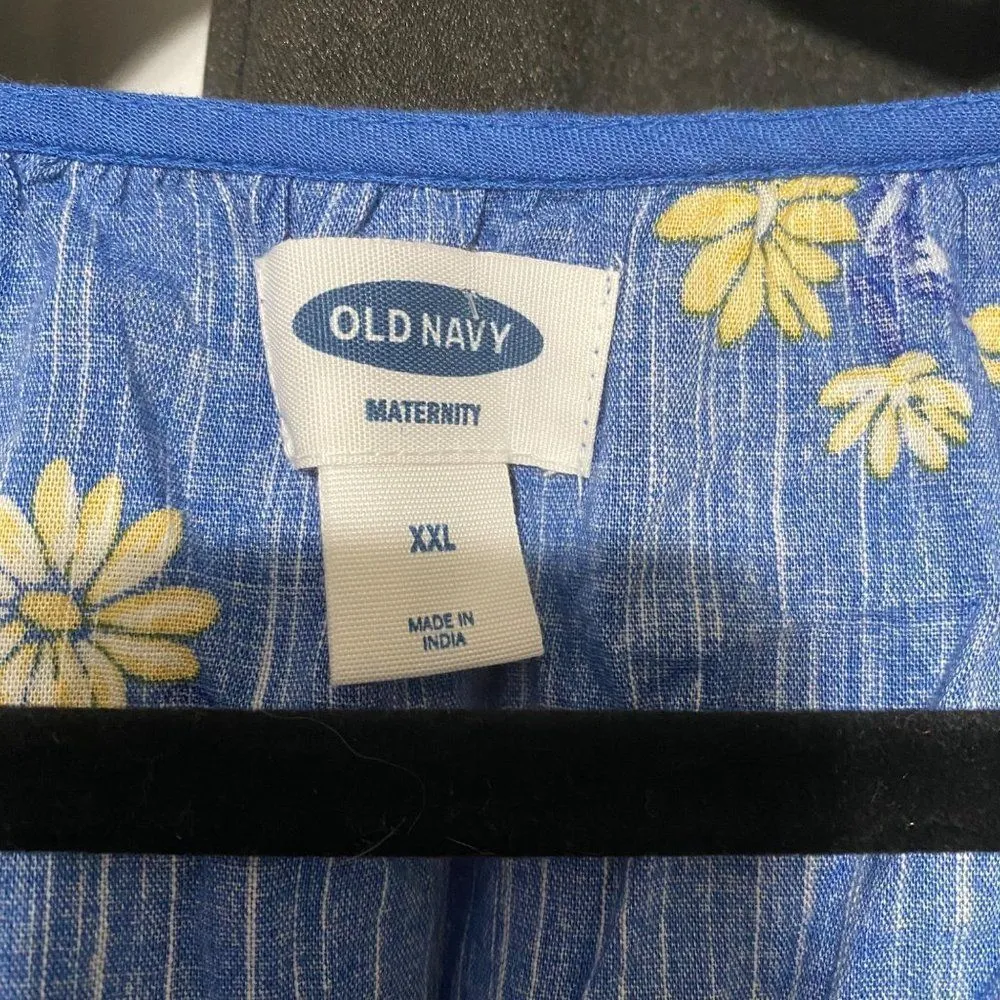 OLD NAVY
MATERNITY
XXL
MADE IN
INDIA